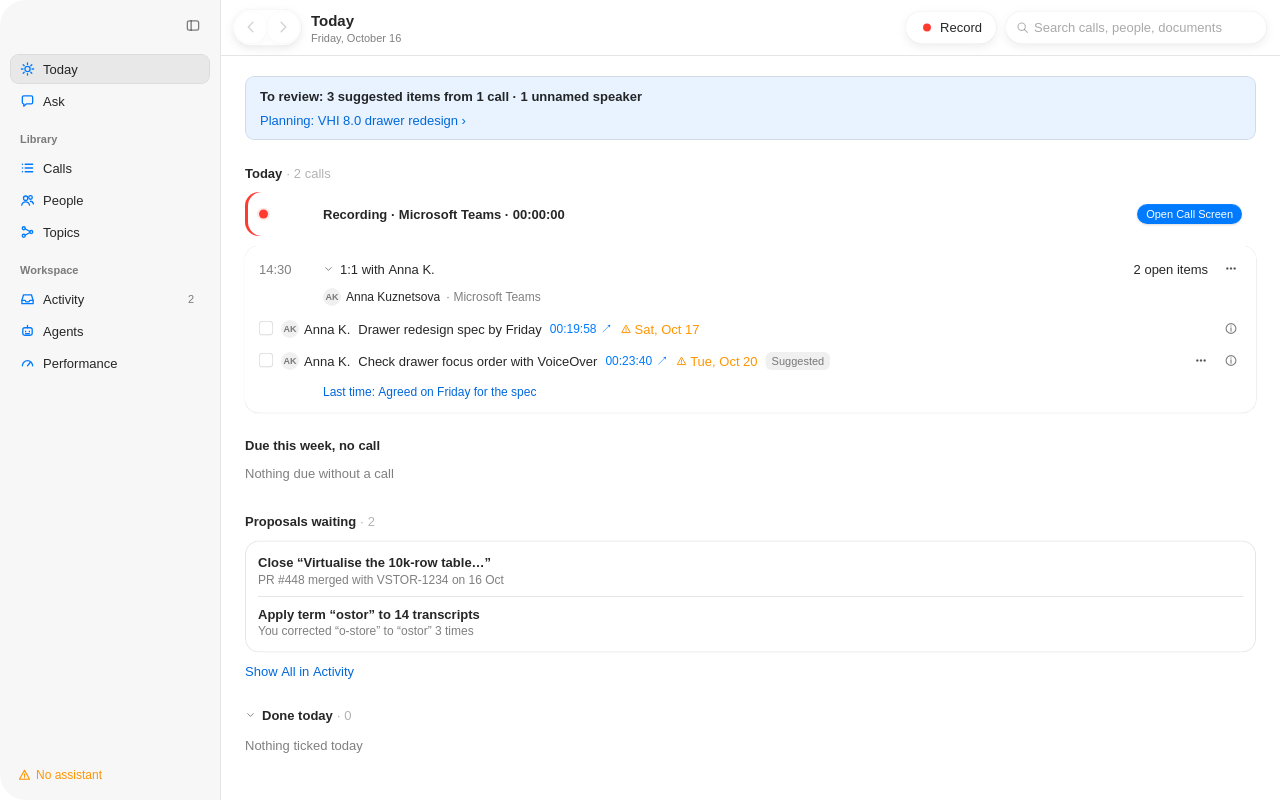 Today
Friday, October 16
Record
Search calls, people, documents
Today
Ask
Library
Calls
People
Topics
Workspace
Activity 2
Agents
Performance
No assistant
To review: 3 suggested items from 1 call · 1 unnamed speaker
Planning: VHI 8.0 drawer redesign ›
Today · 2 calls
Recording · Microsoft Teams · 00:00:00
Open Call Screen
14:30 1:1 with Anna K. 2 open items
AK Anna Kuznetsova · Microsoft Teams
AK Anna K. Drawer redesign spec by Friday 00:19:58 ↗ Sat, Oct 17
AK Anna K. Check drawer focus order with VoiceOver 00:23:40 ↗ Tue, Oct 20 Suggested
Last time: Agreed on Friday for the spec
Due this week, no call
Nothing due without a call
Proposals waiting · 2
Close “Virtualise the 10k-row table…”
PR #448 merged with VSTOR-1234 on 16 Oct
Apply term “ostor” to 14 transcripts
You corrected “o-store” to “ostor” 3 times
Show All in Activity
Done today · 0
Nothing ticked today